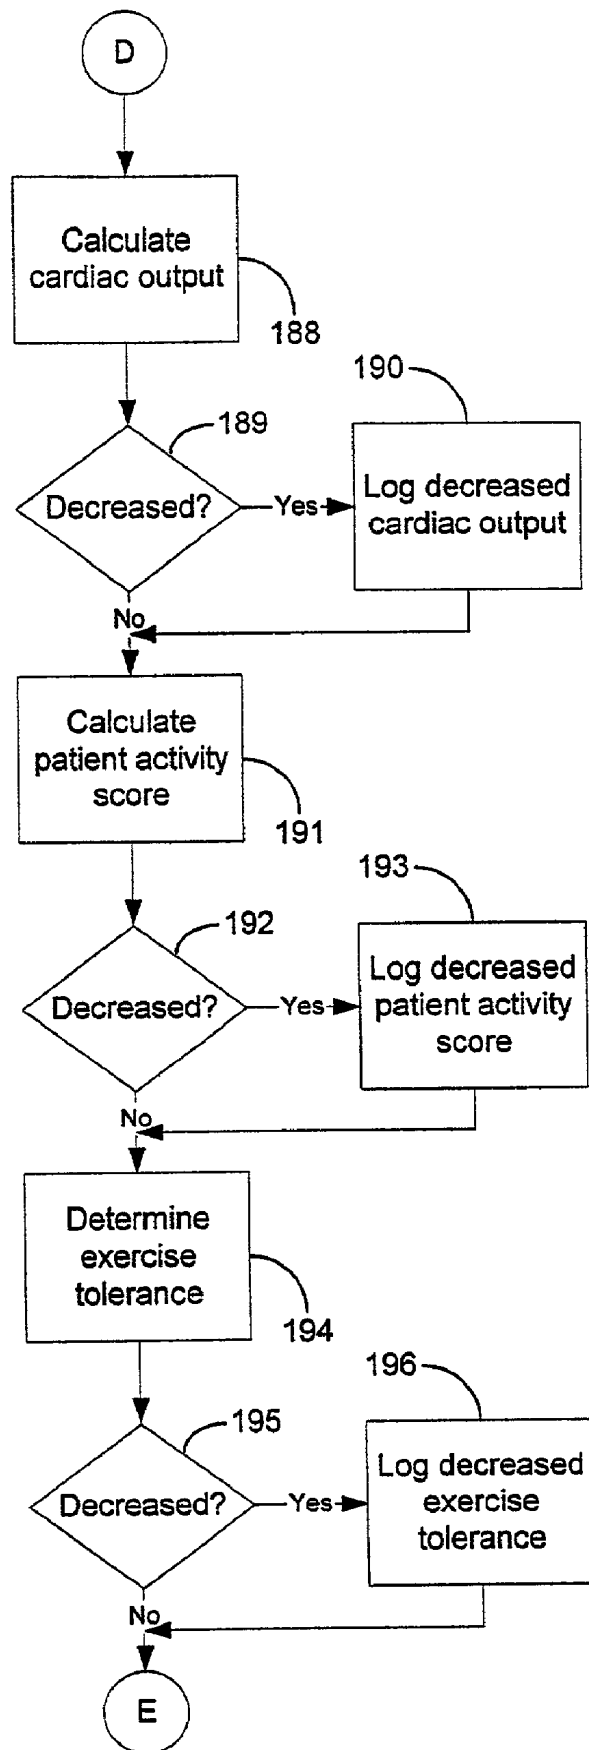 D
Calculate
cardiac output
188
190
189
Decreased?
Yes
Log decreased
cardiac output
No
Calculate
patient activity
score
191
193
192
Decreased?
Yes
Log decreased
patient activity
score
No
Determine
exercise
tolerance
194
196
195
Decreased?
Yes
Log decreased
exercise
tolerance
No
E